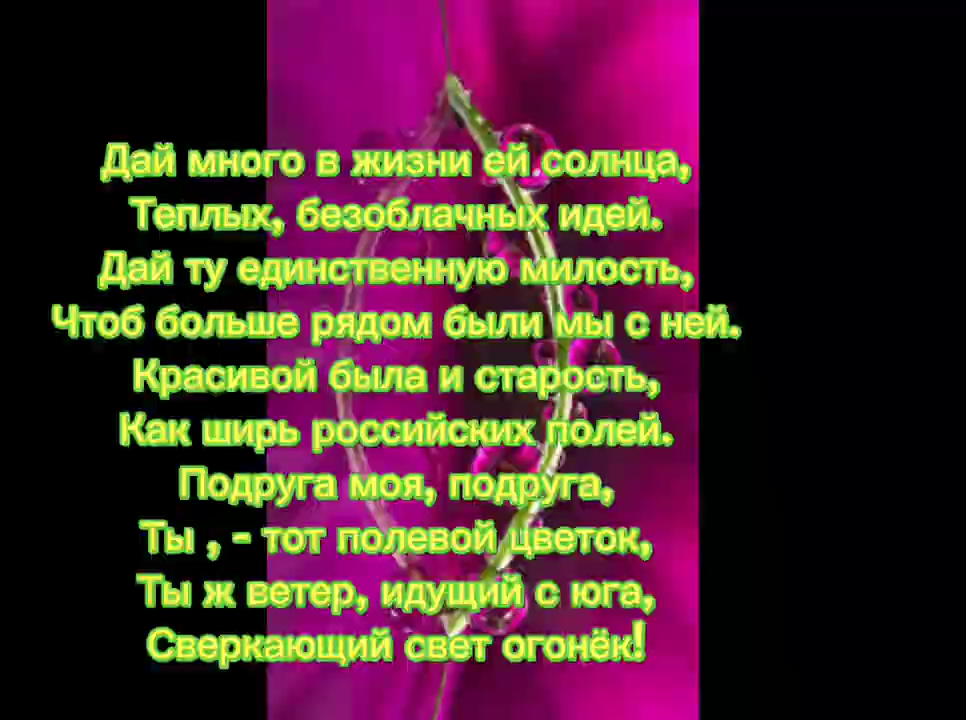 Дай много в жизни ей солнца,
Теплых, безоблачных идей.
Дай ту единственную милость,
Чтоб больше рядом были мы с ней.
Красивой была и старость,
Как ширь российских полей.
Подруга моя, подруга,
Ты , - тот полевой цветок,
Ты ж ветер, идущий с юга,
Сверкающий свет огонёк!